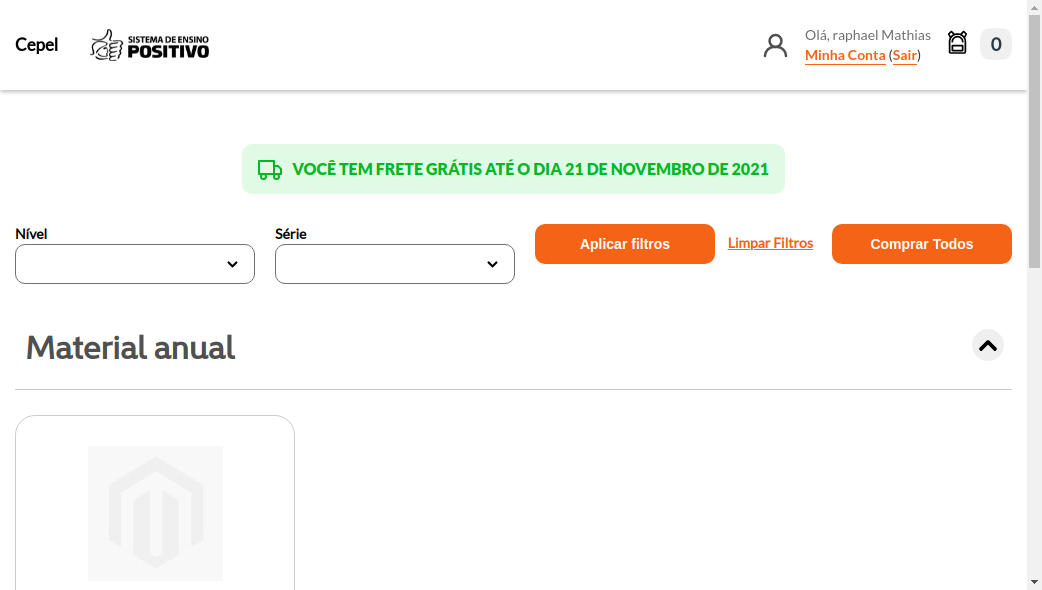 Cepel
SISTEMA DE ENSINO
POSITIVO
Olá, raphael Mathias
Minha Conta (Sair)
0
VOCÊ TEM FRETE GRÁTIS ATÉ O DIA 21 DE NOVEMBRO DE 2021
Nível
Série
Aplicar filtros
Limpar Filtros
Comprar Todos
Material anual